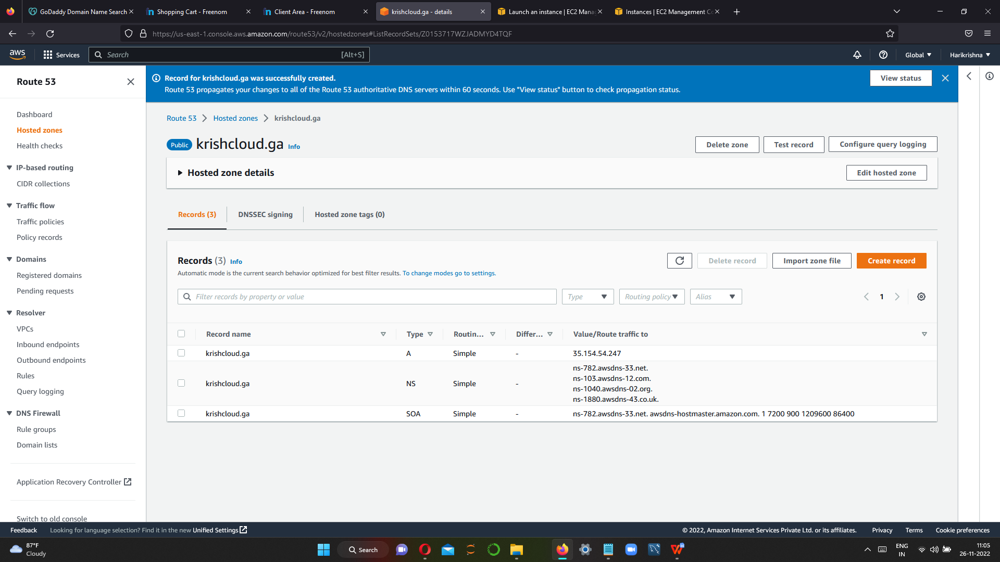 GoDaddy Domain Name Search
Shopping Cart - Freenom
Client Area - Freenom
krishcloud.ga - details
Launch an instance | EC2 Mana
Instances | EC2 Management Co
https://us-east-1.console.aws.amazon.com/route53/v2/hostedzones#ListRecordSets/Z0153717WZJADMYD4TQF
aws
Services
Search
[Alt+S]
Global
Harikrishna
Route 53
Dashboard
Hosted zones
Health checks
IP-based routing
CIDR collections
Traffic flow
Traffic policies
Policy records
Domains
Registered domains
Pending requests
Resolver
VPCs
Inbound endpoints
Outbound endpoints
Rules
Query logging
DNS Firewall
Rule groups
Domain lists
Application Recovery Controller
Switch to old console
Record for krishcloud.ga was successfully created.
Route 53 propagates your changes to all of the Route 53 authoritative DNS servers within 60 seconds. Use "View status" button to check propagation status.
View status
Route 53
Hosted zones
krishcloud.ga
Public
krishcloud.ga
Info
Delete zone
Test record
Configure query logging
Hosted zone details
Edit hosted zone
Records (3)
DNSSEC signing
Hosted zone tags (0)
Records (3)
Info
Automatic mode is the current search behavior optimized for best filter results. To change modes go to settings.
Delete record
Import zone file
Create record
Filter records by property or value
Type
Routing policy
Alias
1
Record name
Type
Routin...
Differ...
Value/Route traffic to
krishcloud.ga
A
Simple
-
35.154.54.247
krishcloud.ga
NS
Simple
-
ns-782.awsdns-33.net.
ns-103.awsdns-12.com.
ns-1040.awsdns-02.org.
ns-1880.awsdns-43.co.uk.
krishcloud.ga
SOA
Simple
-
ns-782.awsdns-33.net. awsdns-hostmaster.amazon.com. 1 7200 900 1209600 86400
Feedback
Looking for language selection? Find it in the new Unified Settings
© 2022, Amazon Internet Services Private Ltd. or its affiliates.
Privacy
Terms
Cookie preferences
87°F
Cloudy
Search
ENG
IN
11:05
26-11-2022